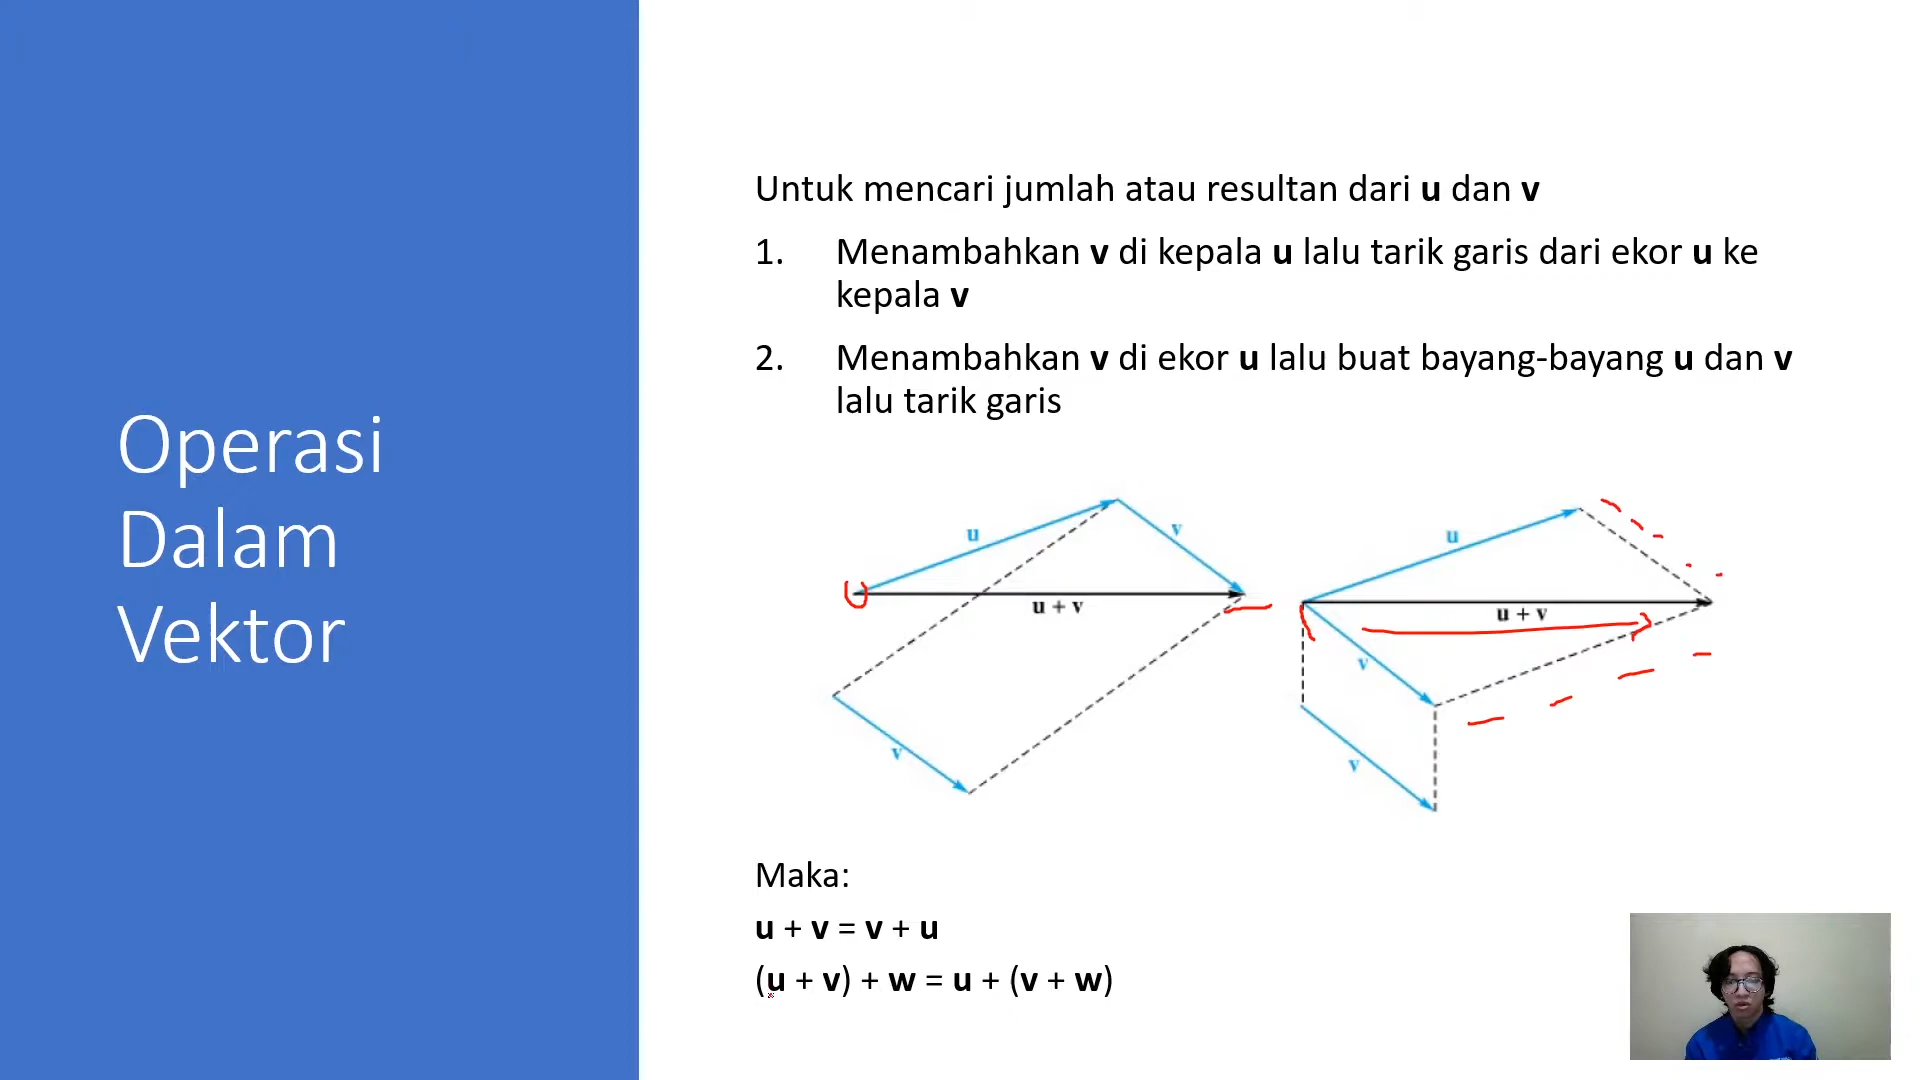 Operasi
Dalam
Vektor
Untuk mencari jumlah atau resultan dari u dan v
1. Menambahkan v di kepala u lalu tarik garis dari ekor u ke
kepala v
2. Menambahkan v di ekor u lalu buat bayang-bayang u dan v
lalu tarik garis
u
v
u + v
v
u
u + v
v
v
Maka:
u + v = v + u
(u + v) + w = u + (v + w)